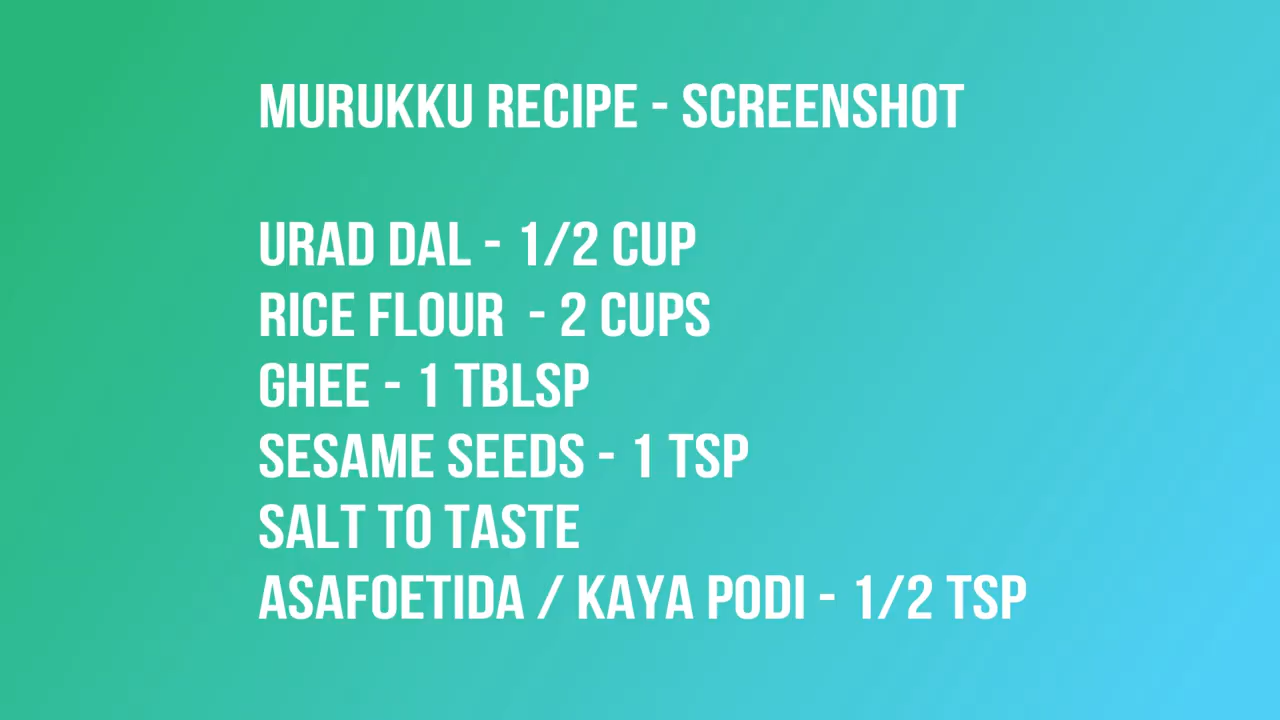 MURUKKU RECIPE - SCREENSHOT
URAD DAL - 1/2 CUP
RICE FLOUR - 2 CUPS
GHEE - 1 TBLSP
SESAME SEEDS - 1 TSP
SALT TO TASTE
ASAFOETIDA / KAYA PODI - 1/2 TSP